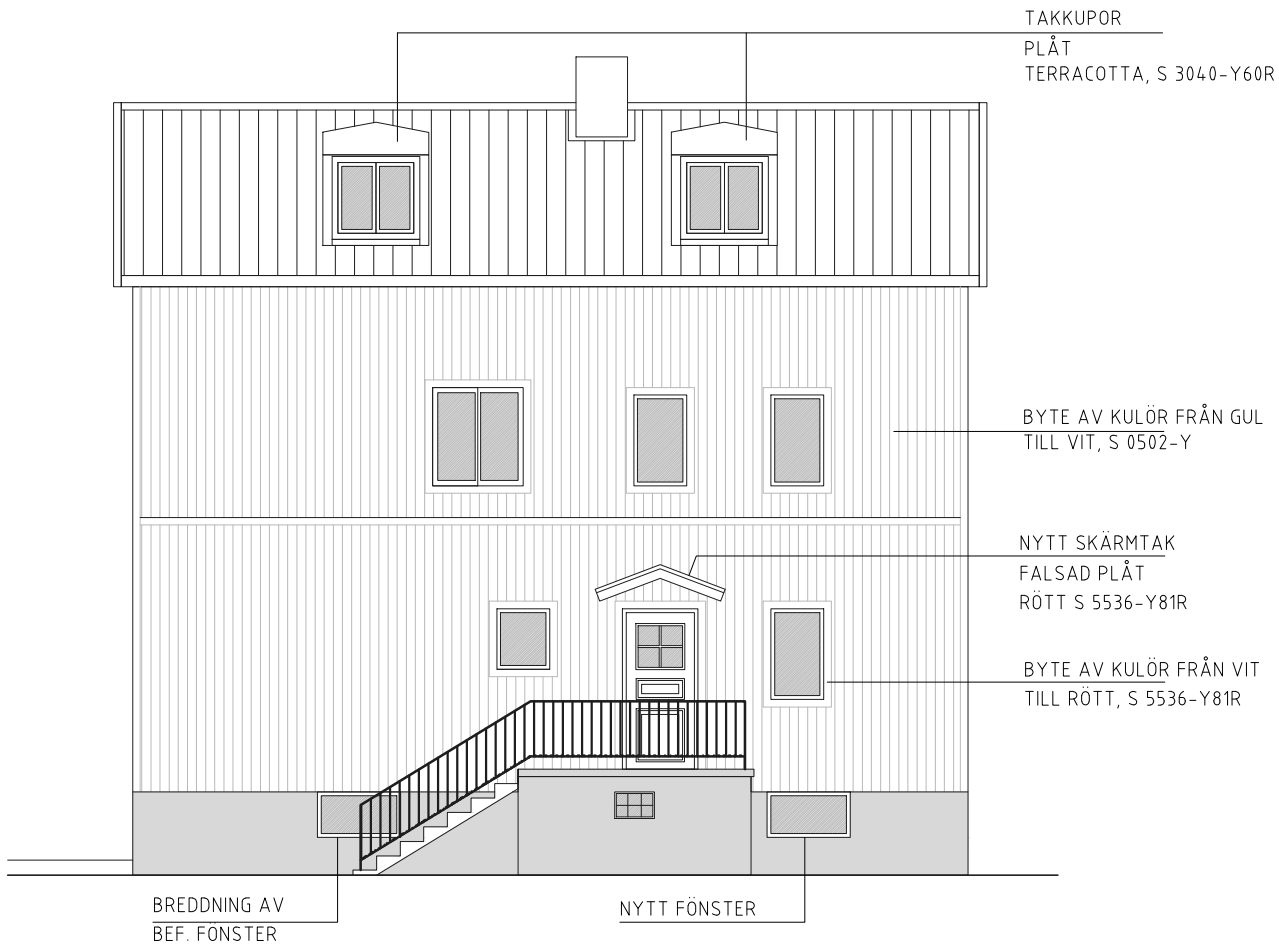 TAKKUPOR
PLÅT
TERRACOTTA, S 3040-Y60R
BYTE AV KULÖR FRÅN GUL
TILL VIT, S 0502-Y
NYTT SKÄRMTAK
FALSAD PLÅT
RÖTT S 5536-Y81R
BYTE AV KULÖR FRÅN VIT
TILL RÖTT, S 5536-Y81R
BREDDNING AV
BEF. FÖNSTER
NYTT FÖNSTER